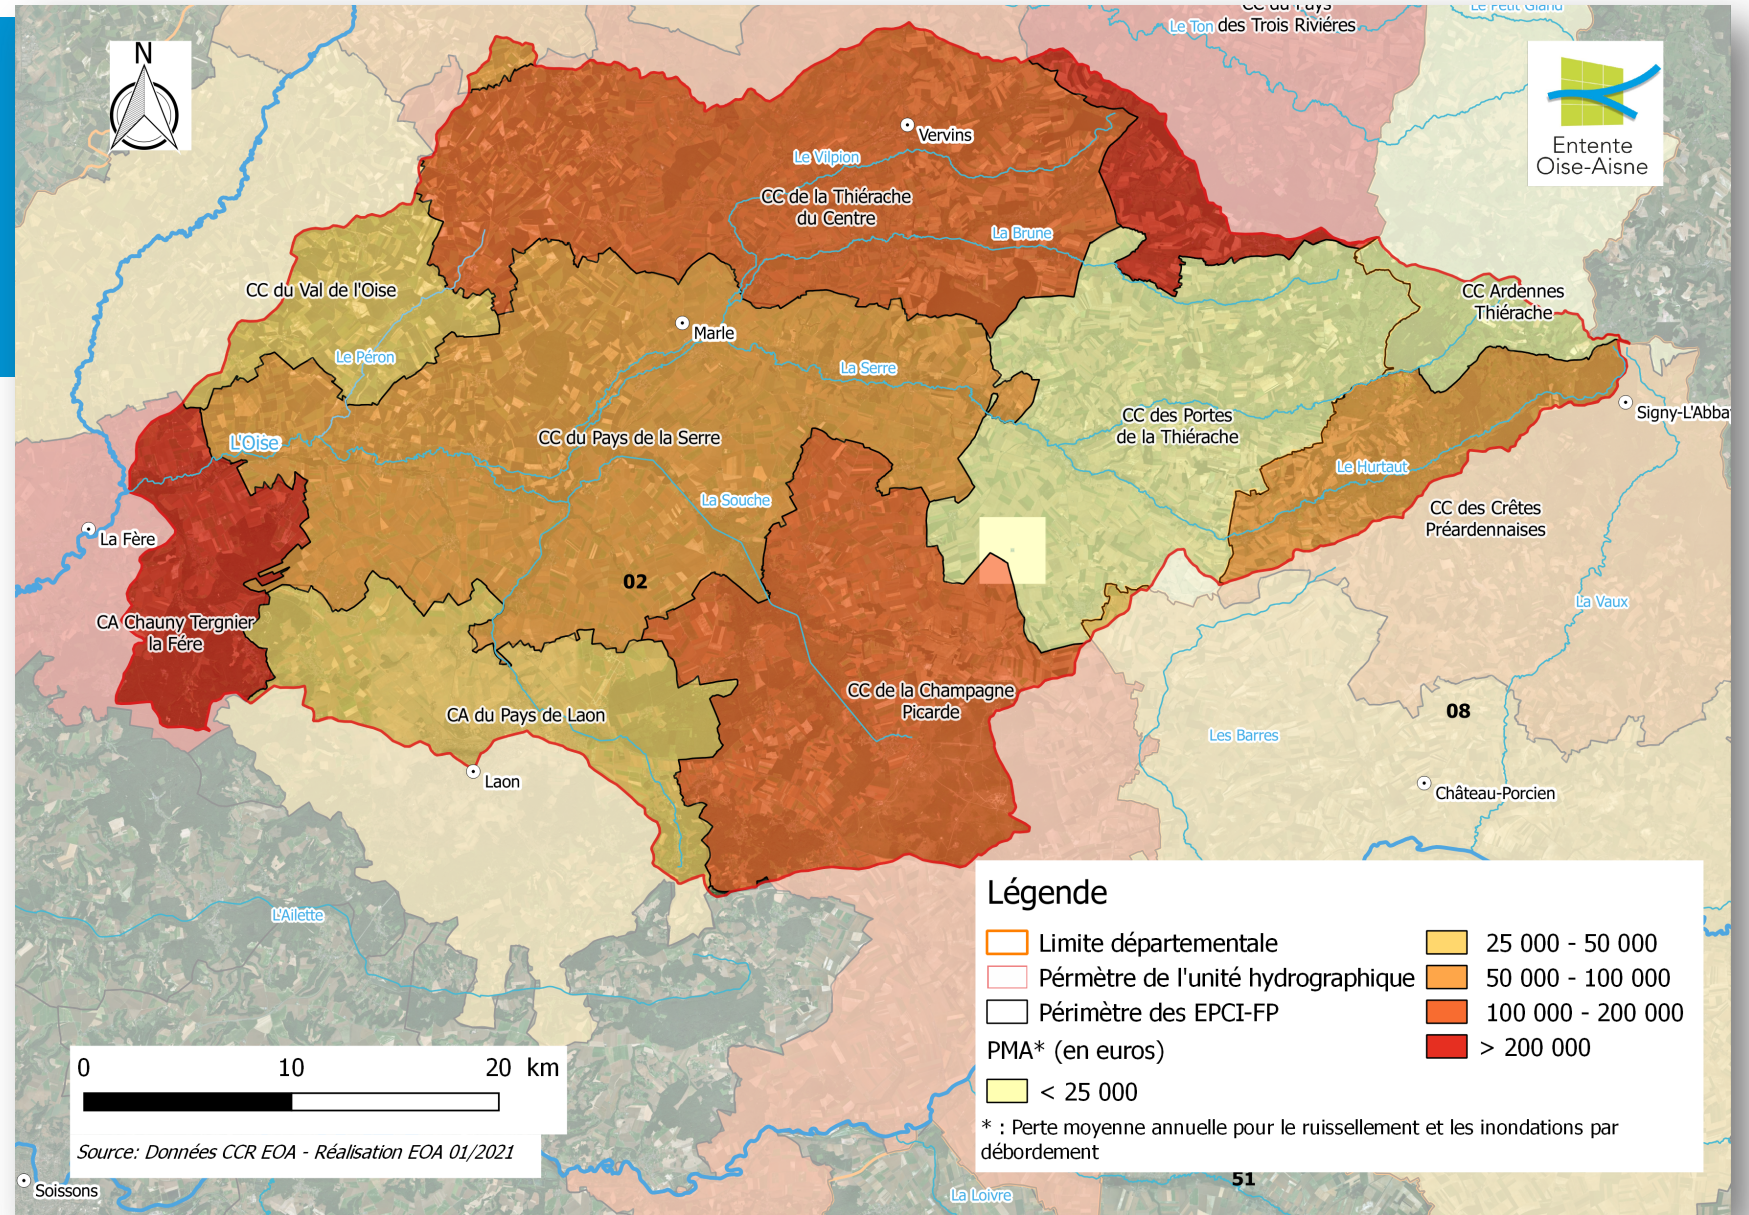 CC du Pays
des Trois Riviéres
Le Ton
Le Petit Gland
N
Entente
Oise-Aisne
Vervins
Le Vilpion
CC de la Thiérache
du Centre
La Brune
CC du Val de l'Oise
CC Ardennes
Thiérache
Marle
Le Péron
La Serre
Signy-L'Abba
CC des Portes
de la Thiérache
L'Oise
CC du Pays de la Serre
Le Hurtaut
La Souche
CC des Crêtes
Préardennaises
La Fère
02
La Vaux
CA Chauny Tergnier
la Fére
CC de la Champagne
Picarde
CA du Pays de Laon
08
Les Barres
Laon
Château-Porcien
L'Ailette
Légende
Limite départementale
Pérmètre de l'unité hydrographique
Périmètre des EPCI-FP
PMA* (en euros)
< 25 000
25 000 - 50 000
50 000 - 100 000
100 000 - 200 000
> 200 000
* : Perte moyenne annuelle pour le ruissellement et les inondations par
débordement
0 10 20 km
Source: Données CCR EOA - Réalisation EOA 01/2021
Soissons
La Loivre
51